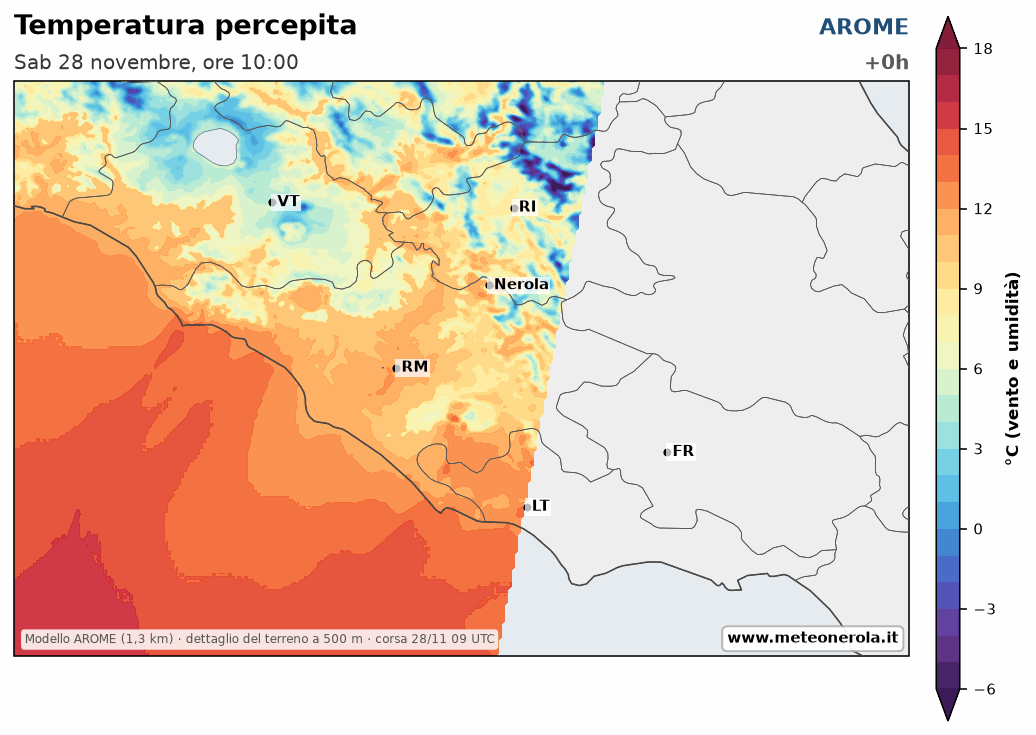 Temperatura percepita
AROME
Sab 28 novembre, ore 10:00
+0h
VT
RI
Nerola
RM
FR
LT
Modello AROME (1,3 km) · dettaglio del terreno a 500 m · corsa 28/11 09 UTC
www.meteonerola.it
18
15
12
9
6
3
0
−3
−6
°C (vento e umidità)